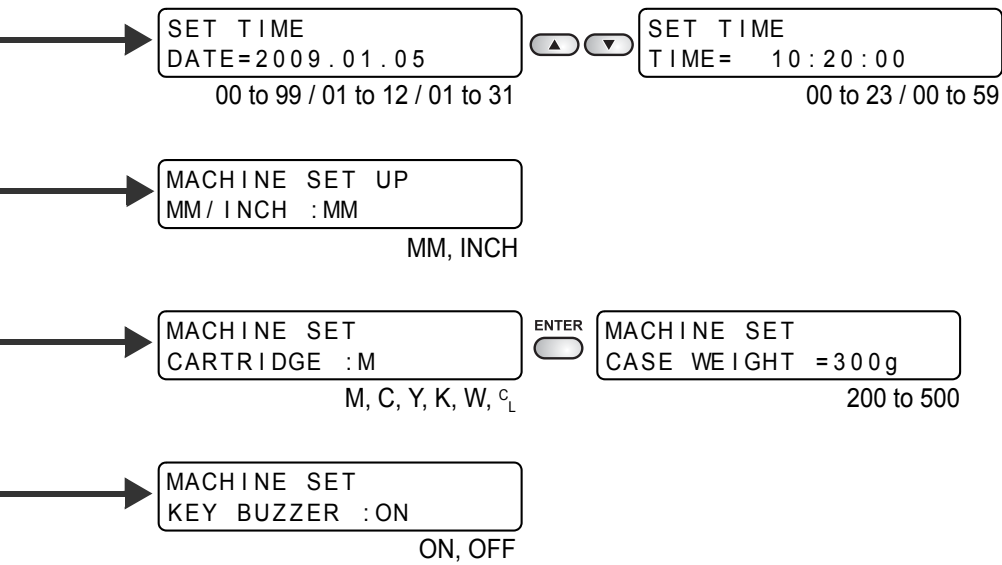 SET TIME
DATE=2009.01.05
00 to 99 / 01 to 12 / 01 to 31
SET TIME
TIME= 10:20:00
00 to 23 / 00 to 59
MACHINE SET UP
MM/INCH :MM
MM, INCH
MACHINE SET
CARTRIDGE :M
M, C, Y, K, W, CL
ENTER
MACHINE SET
CASE WEIGHT =300g
200 to 500
MACHINE SET
KEY BUZZER :ON
ON, OFF